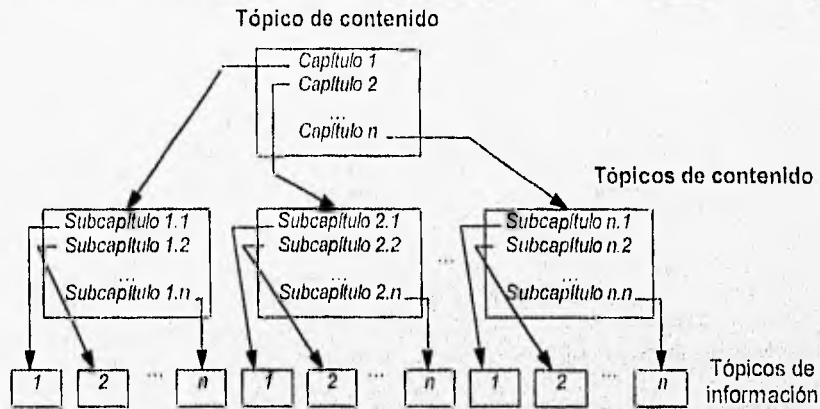 Tópico de contenido
Capítulo 1
Capítulo 2
...
Capítulo n
Tópicos de contenido
Subcapítulo 1.1
Subcapítulo 1.2
...
Subcapítulo 1.n
Subcapítulo 2.1
Subcapítulo 2.2
...
Subcapítulo 2.n
...
Subcapítulo n.1
Subcapítulo n.2
...
Subcapítulo n.n
1 2 ... n 1 2 ... n 1 2 ... n
Tópicos de
información